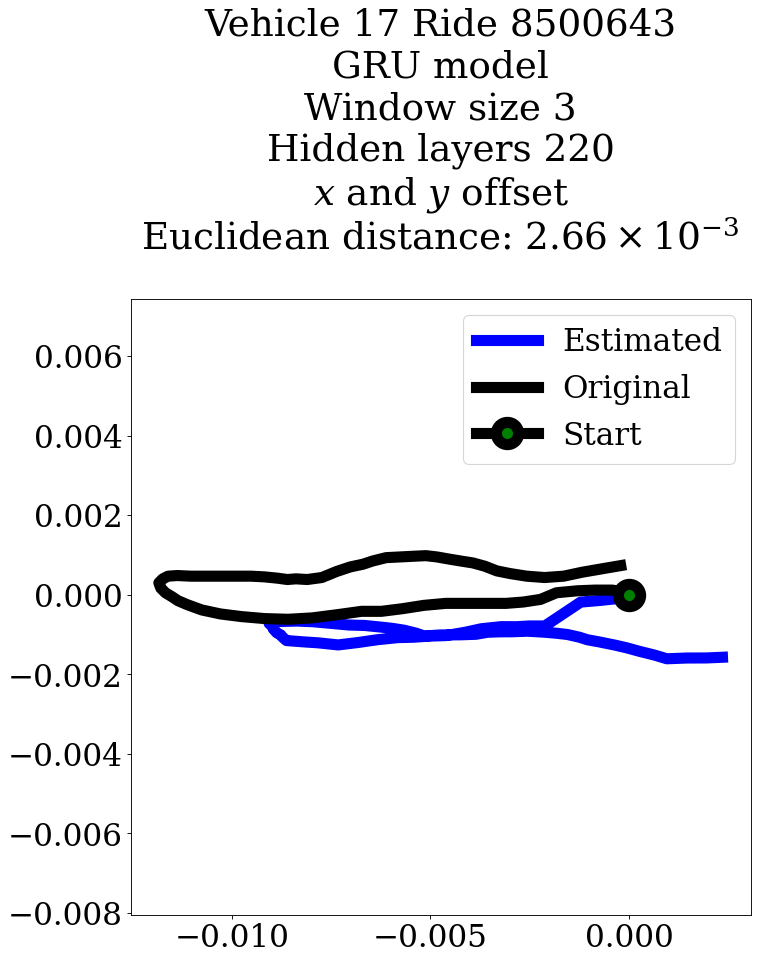 Vehicle 17 Ride 8500643
GRU model
Window size 3
Hidden layers 220
x and y offset
Euclidean distance: 2.66 × 10⁻³
Estimated
Original
Start
0.006
0.004
0.002
0.000
−0.002
−0.004
−0.006
−0.008
−0.010
−0.005
0.000